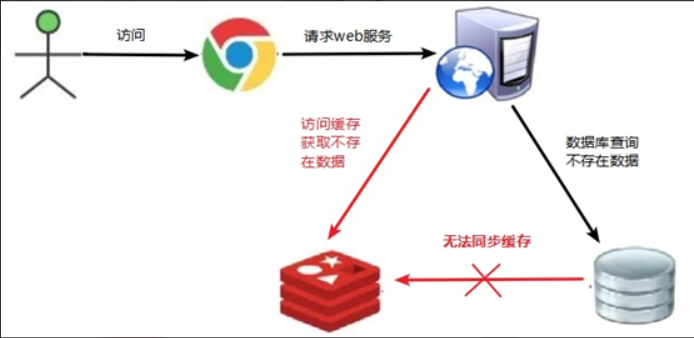 访问
请求web服务
访问缓存
获取不存
在数据
数据库查询
不存在数据
无法同步缓存